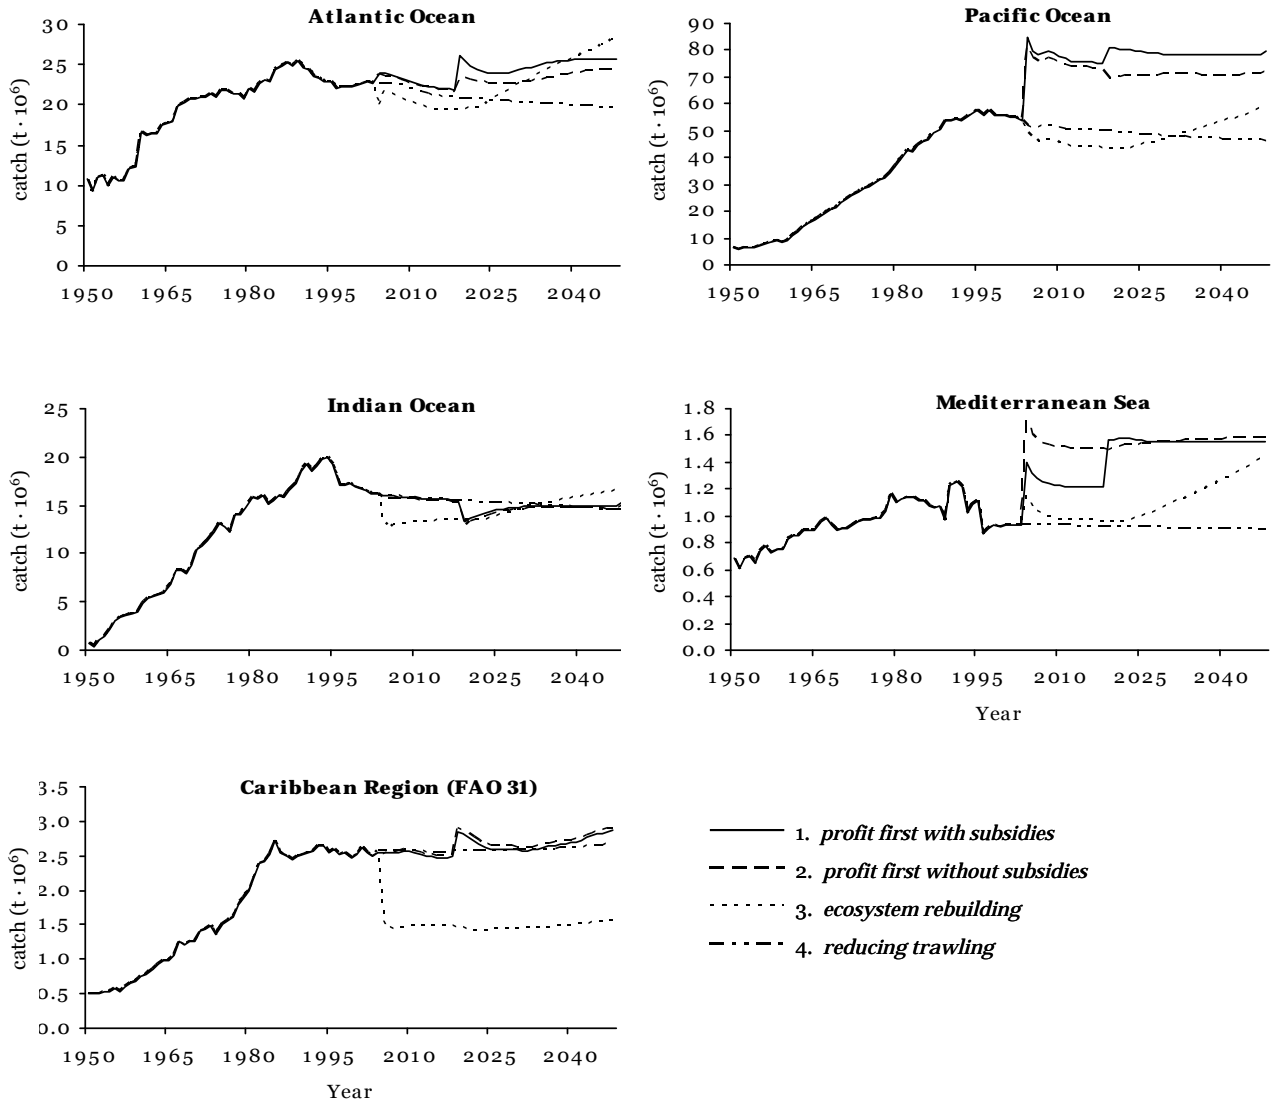 Atlantic Ocean
catch (t · 10⁶)
30
25
20
15
10
5
0
1950 1965 1980 1995 2010 2025 2040
Pacific Ocean
catch (t · 10⁶)
90
80
70
60
50
40
30
20
10
0
1950 1965 1980 1995 2010 2025 2040
Indian Ocean
catch (t · 10⁶)
25
20
15
10
5
0
1950 1965 1980 1995 2010 2025 2040
Mediterranean Sea
catch (t · 10⁶)
1.8
1.6
1.4
1.2
1.0
0.8
0.6
0.4
0.2
0.0
1950 1965 1980 1995 2010 2025 2040
Year
Caribbean Region (FAO 31)
catch (t · 10⁶)
3.5
3.0
2.5
2.0
1.5
1.0
0.5
0.0
1950 1965 1980 1995 2010 2025 2040
Year
1. profit first with subsidies
2. profit first without subsidies
3. ecosystem rebuilding
4. reducing trawling